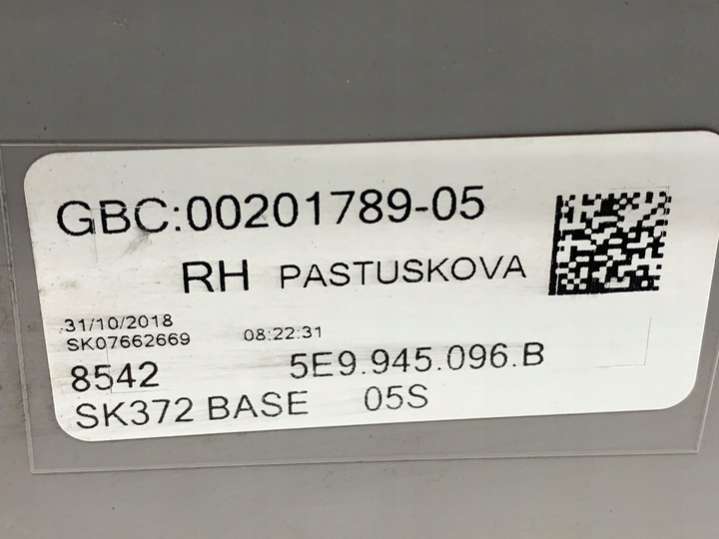 GBC:00201789-05
RH PASTUSKOVA
31/10/2018 08:22:31
SK07662669
8542 5E9.945.096.B
SK372 BASE 05S